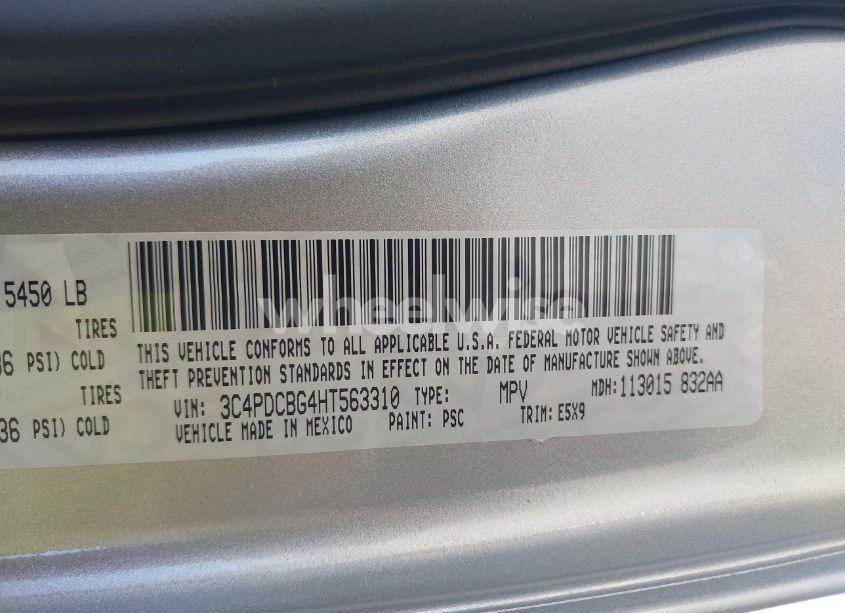 5450 LB
TIRES
36 PSI) COLD
TIRES
36 PSI) COLD
THIS VEHICLE CONFORMS TO ALL APPLICABLE U.S.A. FEDERAL MOTOR VEHICLE SAFETY AND
THEFT PREVENTION STANDARDS IN EFFECT ON THE DATE OF MANUFACTURE SHOWN ABOVE.
VIN: 3C4PDCBG4HT563310 TYPE: MPV MDH: 113015 832AA
VEHICLE MADE IN MEXICO PAINT: PSC TRIM: E5X9
wheelwise